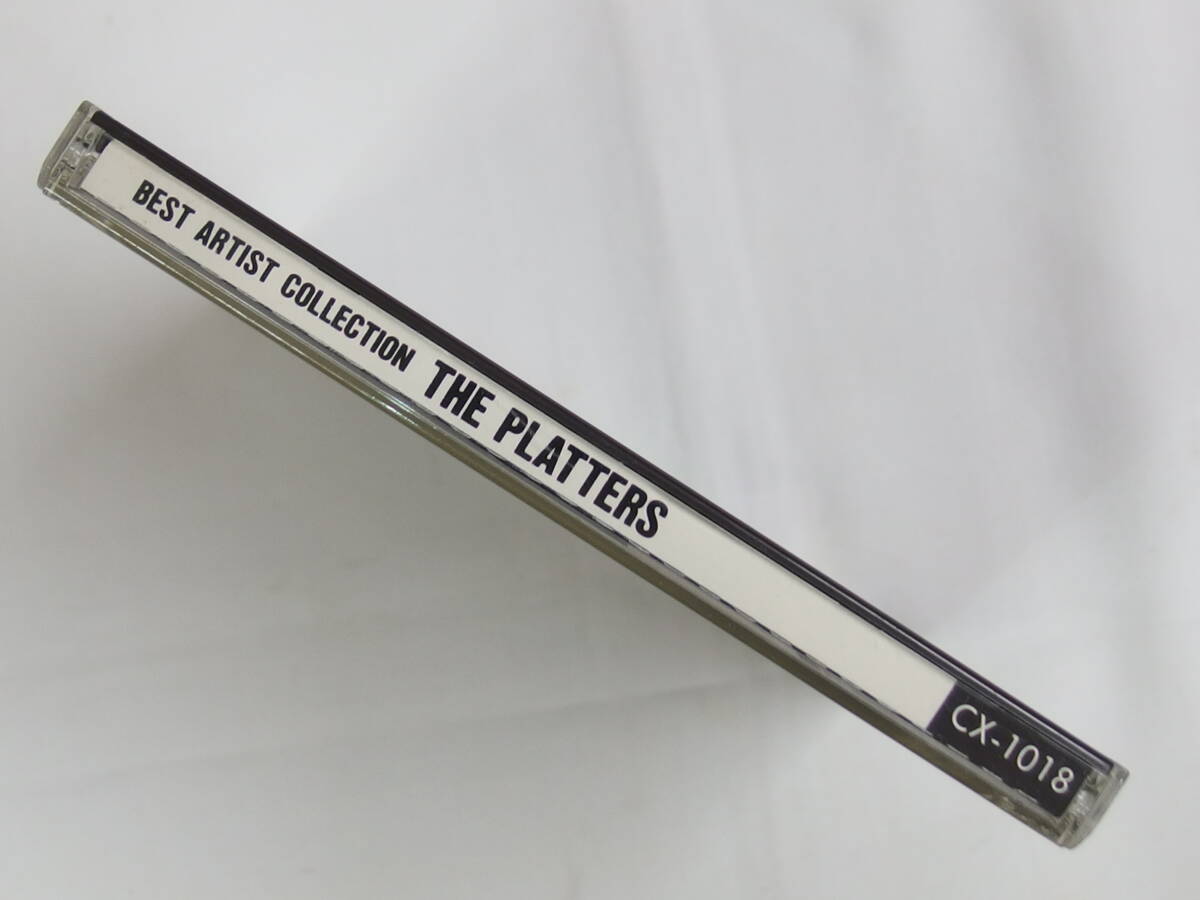 BEST ARTIST COLLECTION THE PLATTERS
CX-1018